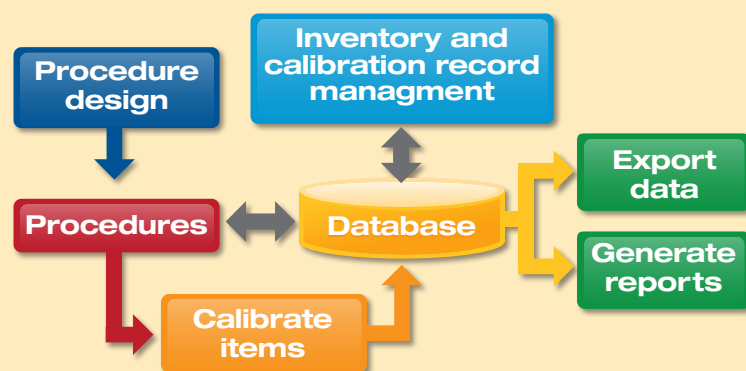 Procedure
design
Inventory and
calibration record
managment
Procedures
Database
Export
data
Generate
reports
Calibrate
items